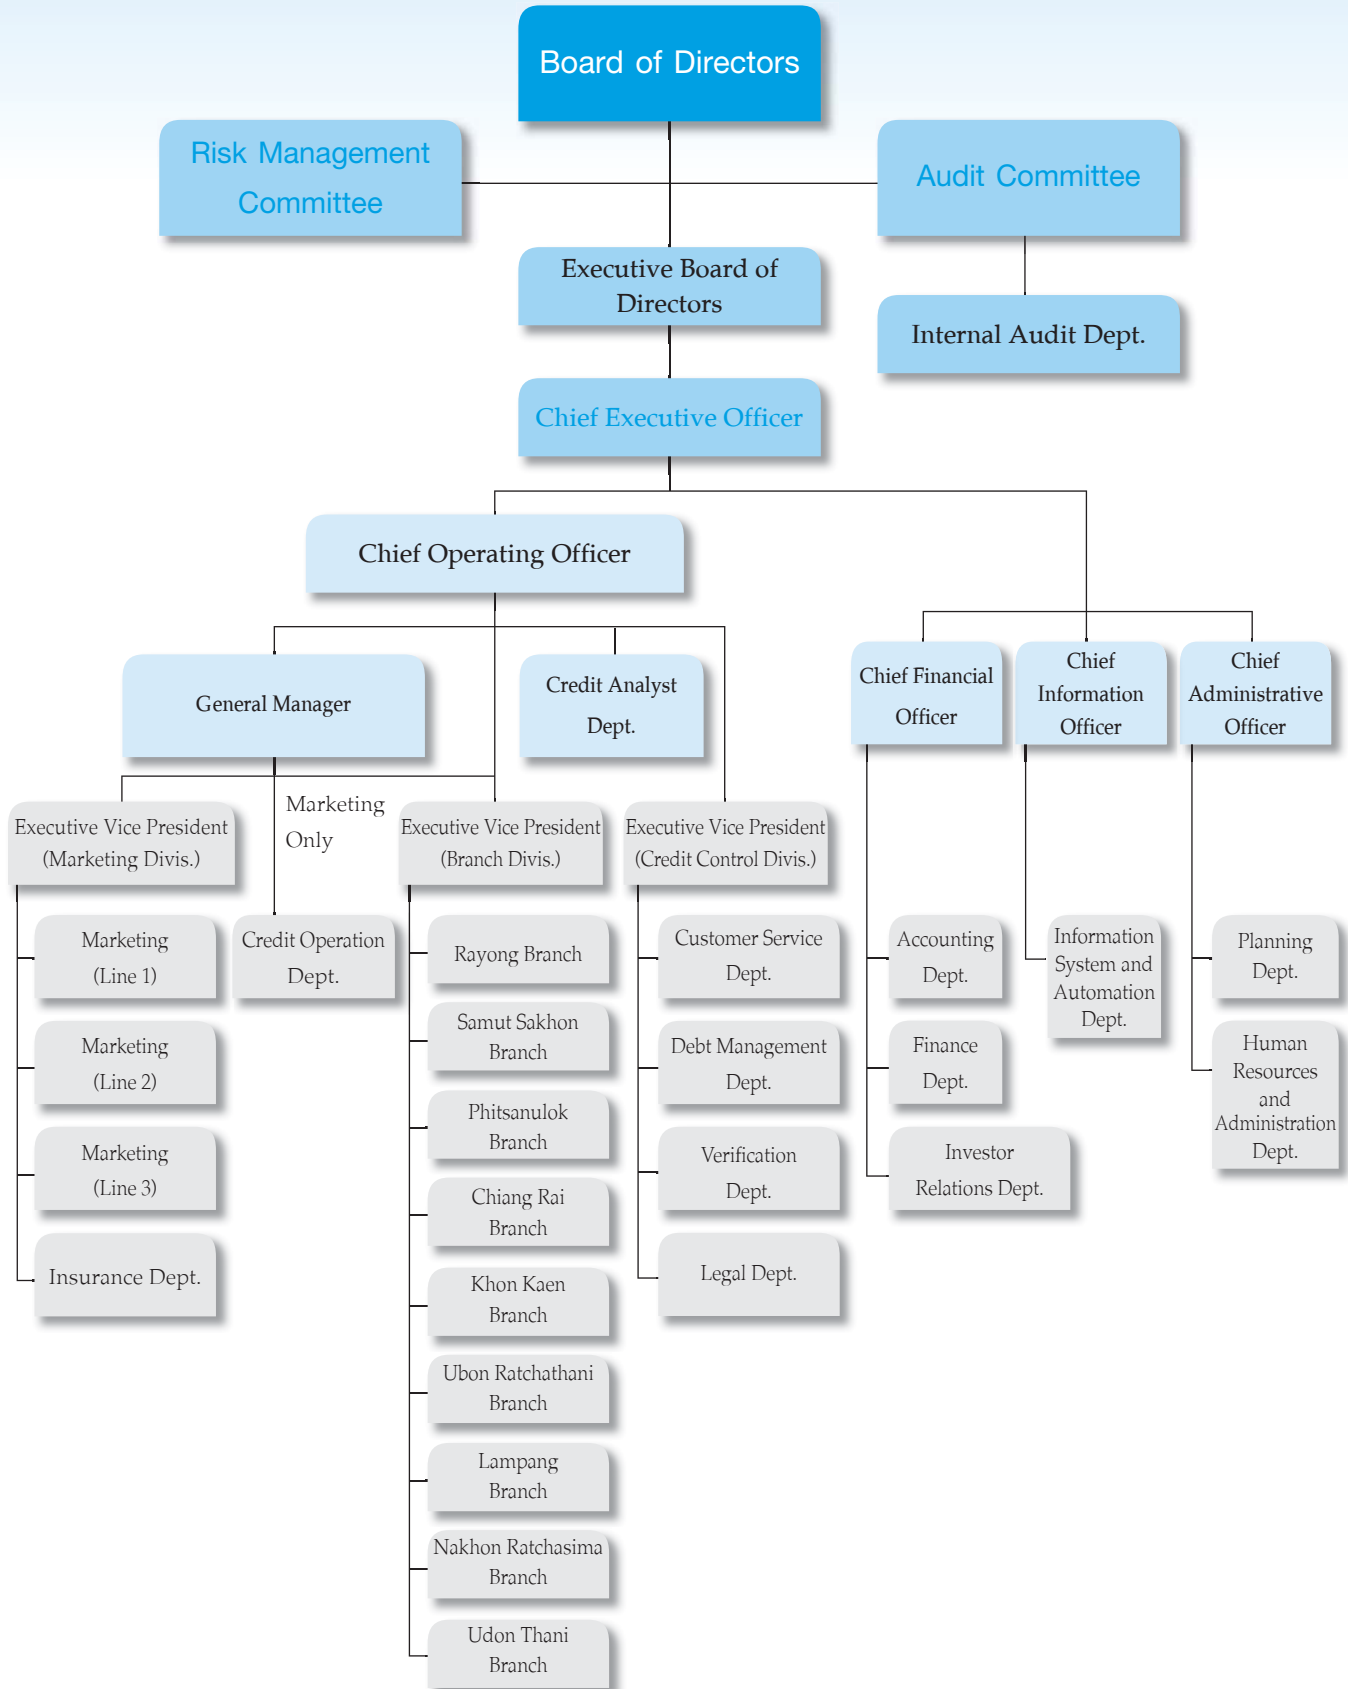 Board of Directors
Risk Management
Committee
Audit Committee
Executive Board of
Directors
Internal Audit Dept.
Chief Executive Officer
Chief Operating Officer
General Manager
Credit Analyst
Dept.
Chief Financial
Officer
Chief
Information
Officer
Chief
Administrative
Officer
Marketing
Only
Executive Vice President
(Marketing Divis.)
Executive Vice President
(Branch Divis.)
Executive Vice President
(Credit Control Divis.)
Marketing
(Line 1)
Marketing
(Line 2)
Marketing
(Line 3)
Insurance Dept.
Credit Operation
Dept.
Rayong Branch
Samut Sakhon
Branch
Phitsanulok
Branch
Chiang Rai
Branch
Khon Kaen
Branch
Ubon Ratchathani
Branch
Lampang
Branch
Nakhon Ratchasima
Branch
Udon Thani
Branch
Customer Service
Dept.
Debt Management
Dept.
Verification
Dept.
Legal Dept.
Accounting
Dept.
Finance
Dept.
Investor
Relations Dept.
Information
System and
Automation
Dept.
Planning
Dept.
Human
Resources
and
Administration
Dept.